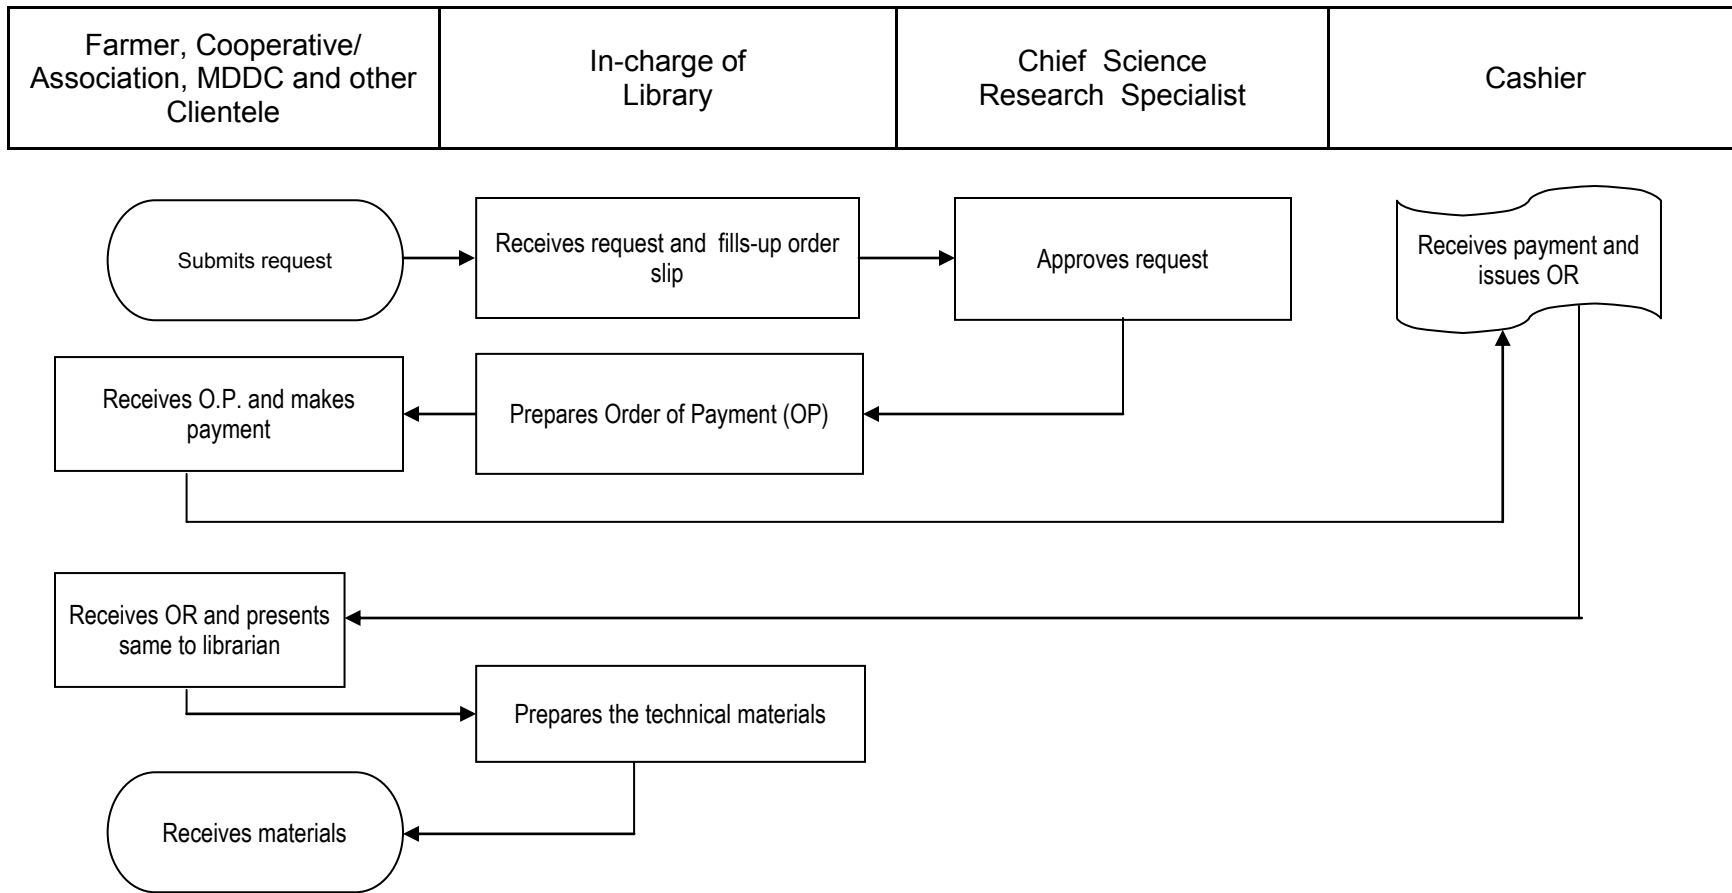 Farmer, Cooperative/
Association, MDDC and other
Clientele
In-charge of
Library
Chief Science
Research Specialist
Cashier
Submits request
Receives request and fills-up order
slip
Approves request
Receives payment and
issues OR
Receives O.P. and makes
payment
Prepares Order of Payment (OP)
Receives OR and presents
same to librarian
Prepares the technical materials
Receives materials